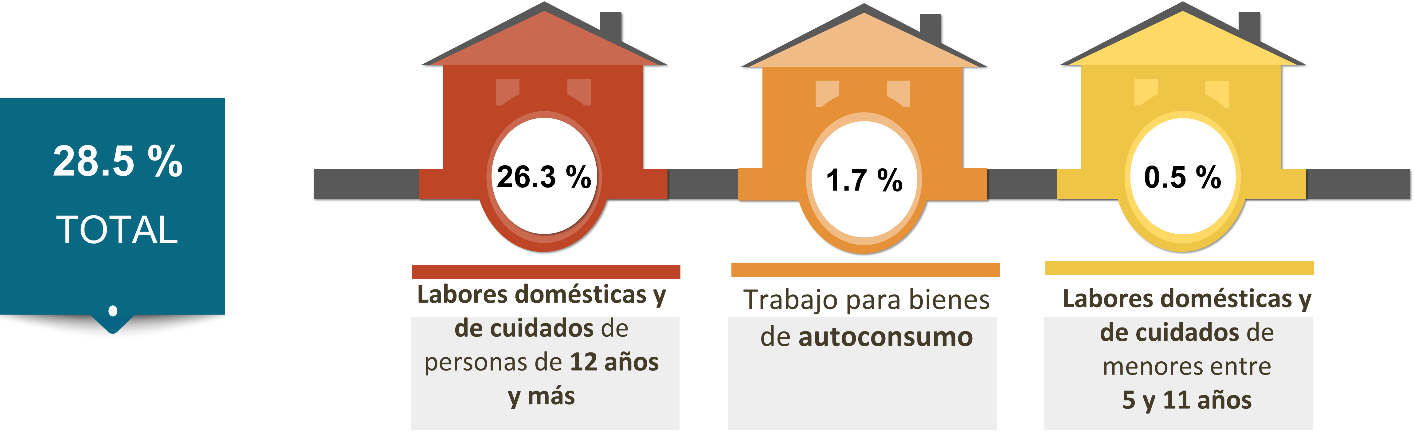 28.5 %
TOTAL
26.3 %
1.7 %
0.5 %
Labores domésticas y
de cuidados de
personas de 12 años
y más
Trabajo para bienes
de autoconsumo
Labores domésticas y
de cuidados de
menores entre
5 y 11 años